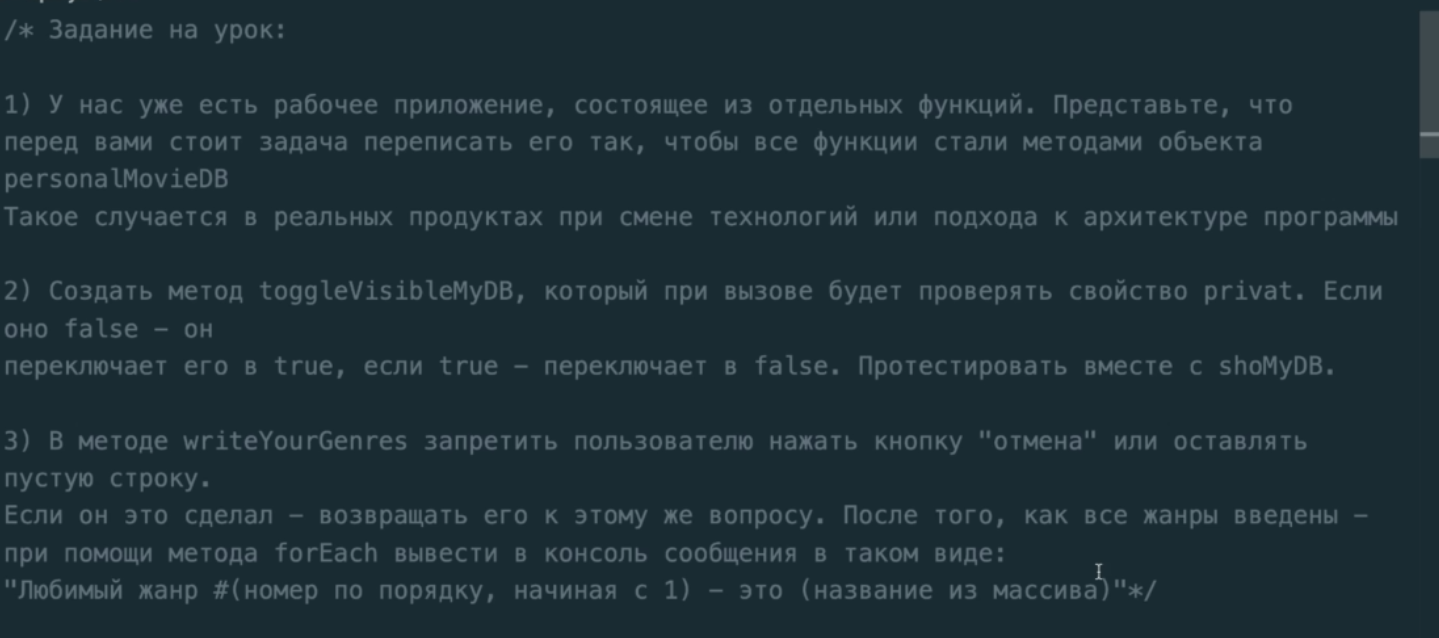 /* Задание на урок:
1) У нас уже есть рабочее приложение, состоящее из отдельных функций. Представьте, что
перед вами стоит задача переписать его так, чтобы все функции стали методами объекта
personalMovieDB
Такое случается в реальных продуктах при смене технологий или подхода к архитектуре программы
2) Создать метод toggleVisibleMyDB, который при вызове будет проверять свойство privat. Если
оно false – он
переключает его в true, если true – переключает в false. Протестировать вместе с shoMyDB.
3) В методе writeYourGenres запретить пользователю нажать кнопку "отмена" или оставлять
пустую строку.
Если он это сделал – возвращать его к этому же вопросу. После того, как все жанры введены –
при помощи метода forEach вывести в консоль сообщения в таком виде:
"Любимый жанр #(номер по порядку, начиная с 1) – это (название из массива)"*/